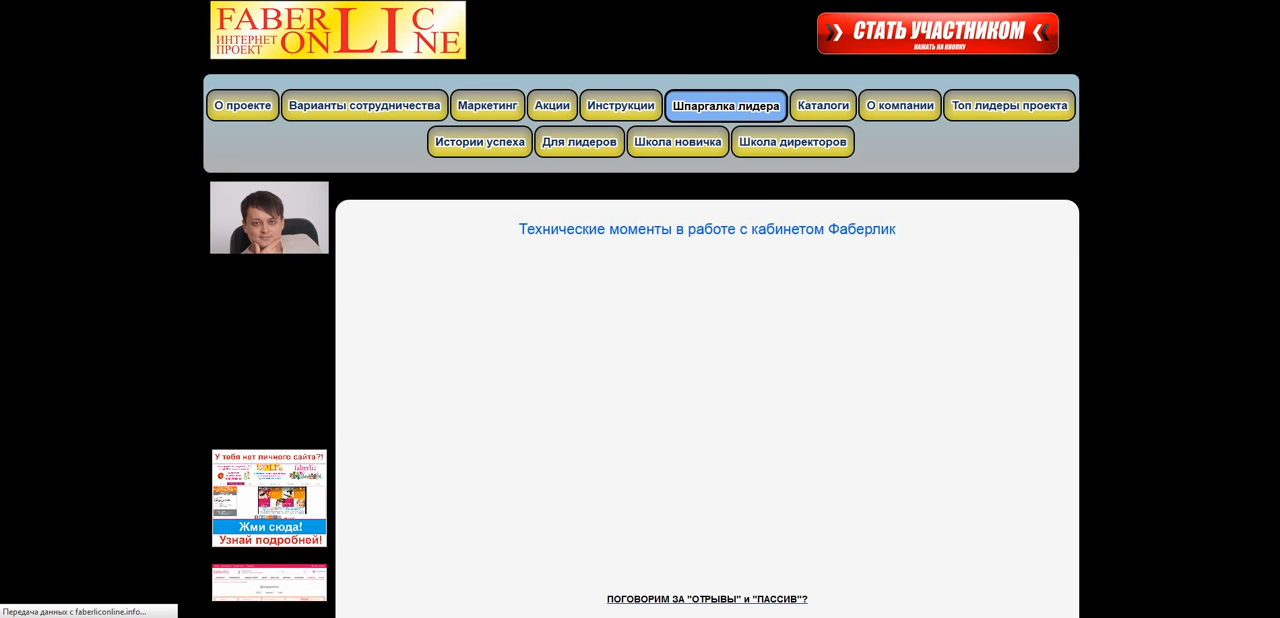 FABER LI C
ИНТЕРНЕТ ПРОЕКТ ON NE
СТАТЬ УЧАСТНИКОМ
НАЖАТЬ НА КНОПКУ
О проекте Варианты сотрудничества Маркетинг Акции Инструкции Шпаргалка лидера Каталоги О компании Топ лидеры проекта
Истории успеха Для лидеров Школа новичка Школа директоров
Технические моменты в работе с кабинетом Фаберлик
У тебя нет личного сайта?!
Жми сюда!
Узнай подробней!
ПОГОВОРИМ ЗА "ОТРЫВЫ" и "ПАССИВ"?
Передача данных с faberliconline.info...